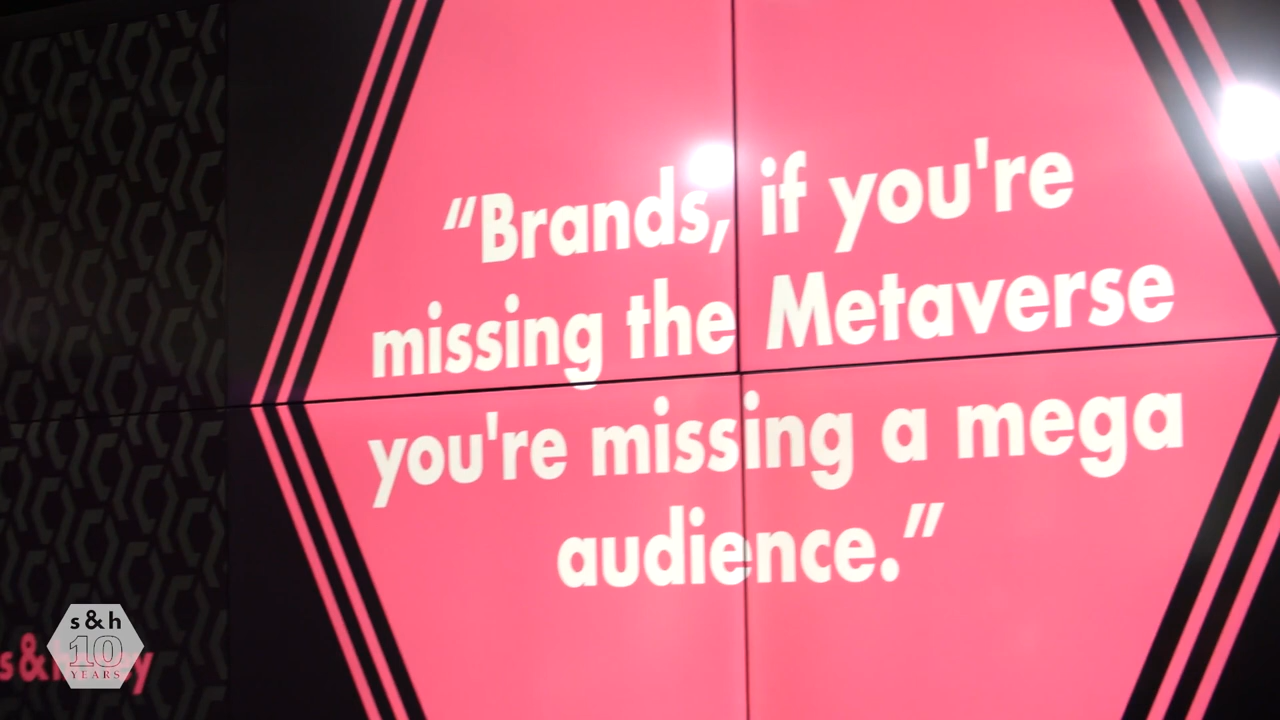 “Brands, if you're
missing the Metaverse
you're missing a mega
audience.”
s&h
10
YEARS